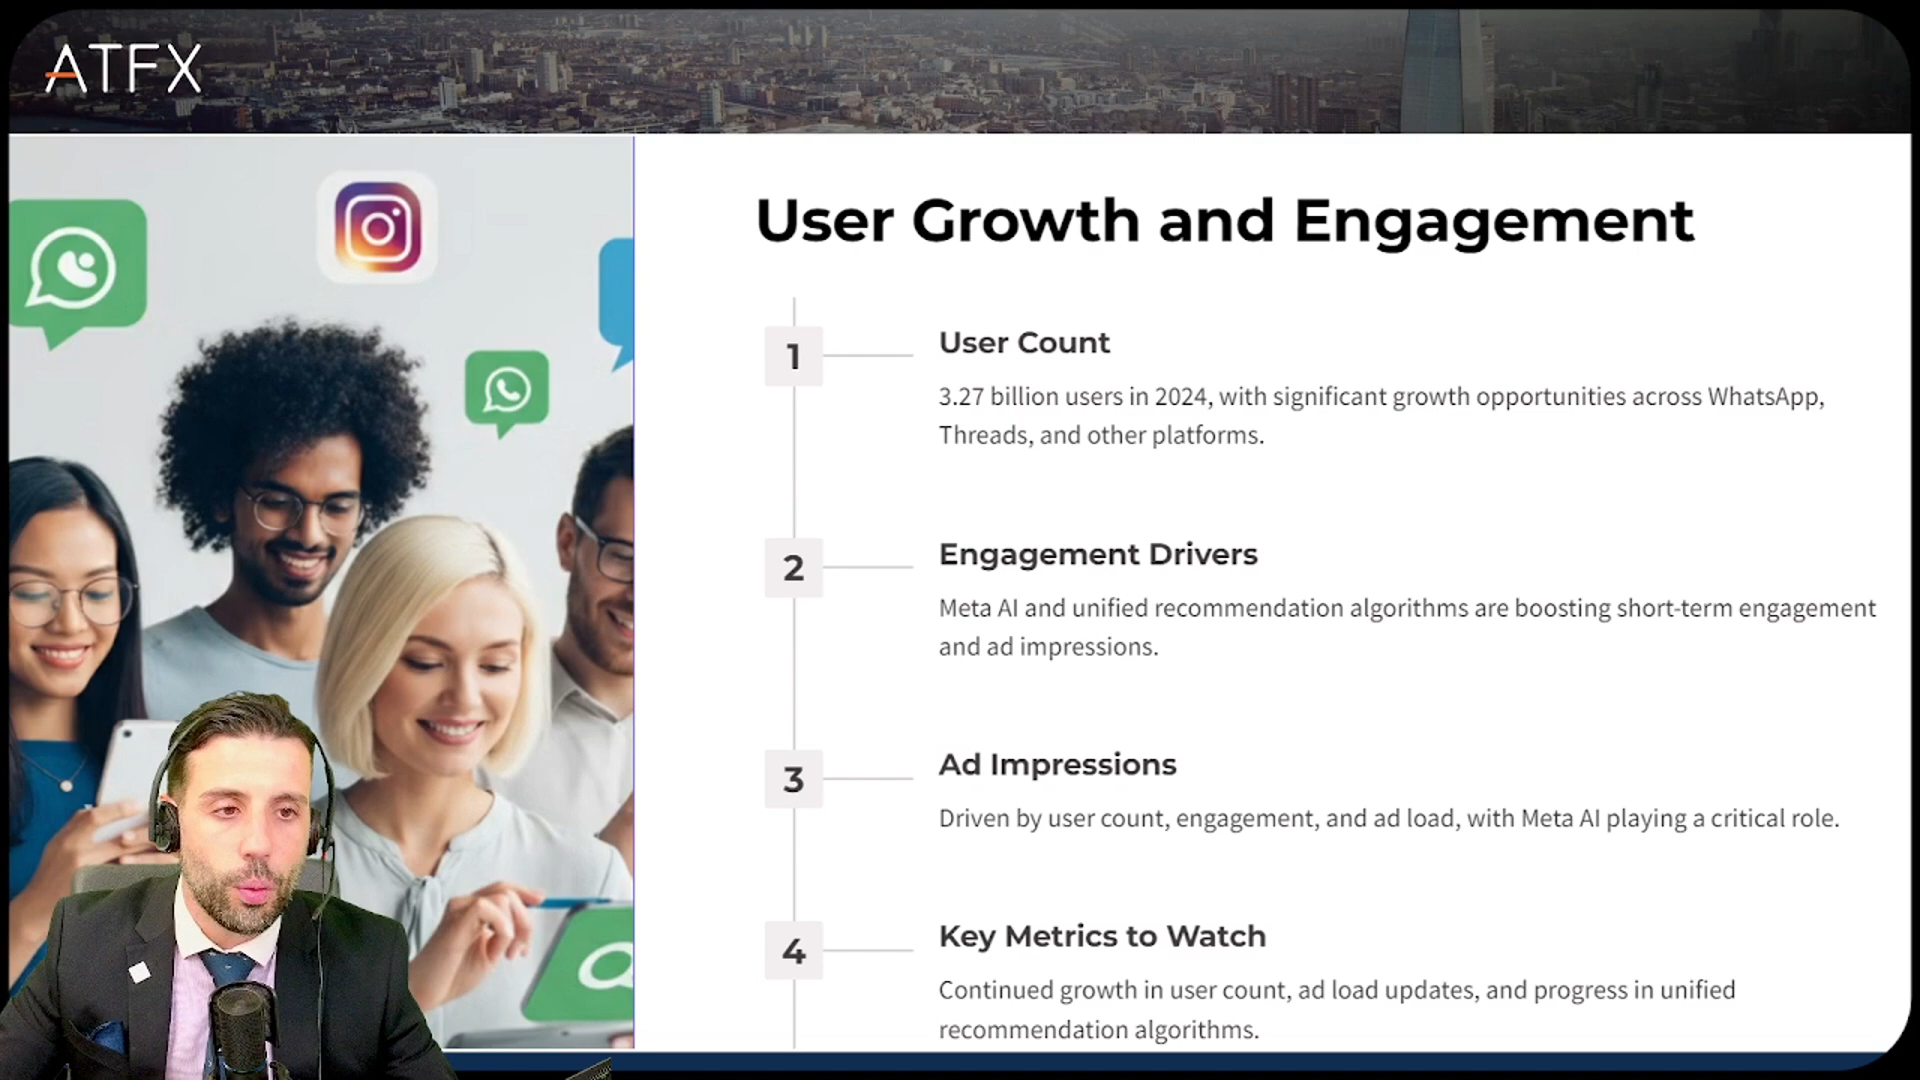 ATFX
User Growth and Engagement
1
User Count
3.27 billion users in 2024, with significant growth opportunities across WhatsApp,
Threads, and other platforms.
2
Engagement Drivers
Meta AI and unified recommendation algorithms are boosting short-term engagement
and ad impressions.
3
Ad Impressions
Driven by user count, engagement, and ad load, with Meta AI playing a critical role.
4
Key Metrics to Watch
Continued growth in user count, ad load updates, and progress in unified
recommendation algorithms.